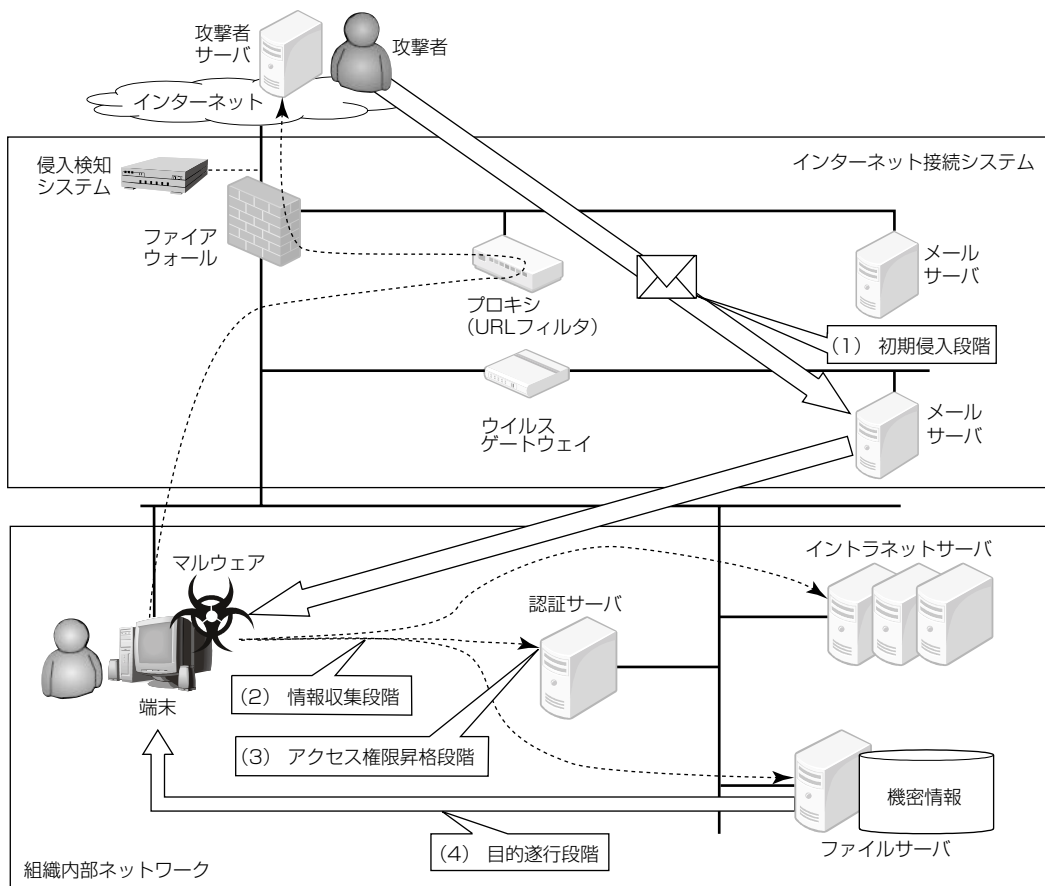 攻撃者
サーバ
攻撃者
インターネット
侵入検知
システム
インターネット接続システム
ファイア
ウォール
プロキシ
（URLフィルタ）
メール
サーバ
(1) 初期侵入段階
ウイルス
ゲートウェイ
メール
サーバ
マルウェア
イントラネットサーバ
認証サーバ
端末
(2) 情報収集段階
(3) アクセス権限昇格段階
機密情報
ファイルサーバ
(4) 目的遂行段階
組織内部ネットワーク